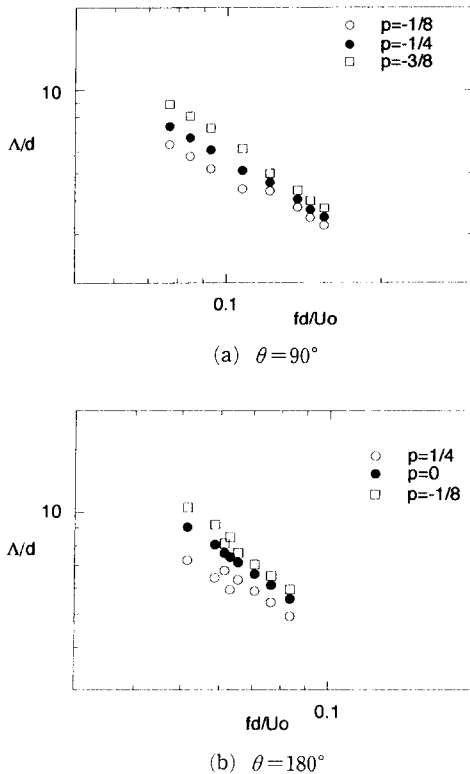 ○ p=-1/8
● p=-1/4
□ p=-3/8
10
Λ/d
0.1
fd/Uo
(a) θ=90°
○ p=1/4
● p=0
□ p=-1/8
10
Λ/d
0.1
fd/Uo
(b) θ=180°